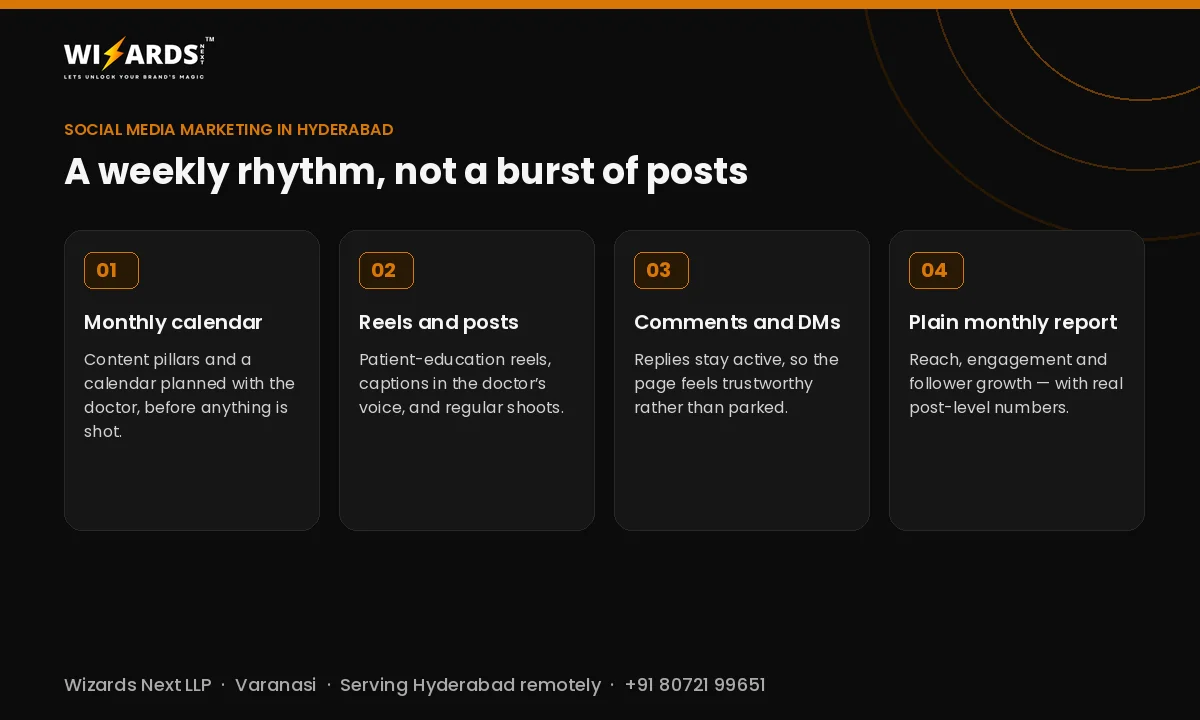 WIZARDS NEXT ™
LETS UNLOCK YOUR BRAND'S MAGIC
SOCIAL MEDIA MARKETING IN HYDERABAD
A weekly rhythm, not a burst of posts
01
Monthly calendar
Content pillars and a
calendar planned with the
doctor, before anything is
shot.
02
Reels and posts
Patient-education reels,
captions in the doctor’s
voice, and regular shoots.
03
Comments and DMs
Replies stay active, so the
page feels trustworthy
rather than parked.
04
Plain monthly report
Reach, engagement and
follower growth — with real
post-level numbers.
Wizards Next LLP · Varanasi · Serving Hyderabad remotely · +91 80721 99651